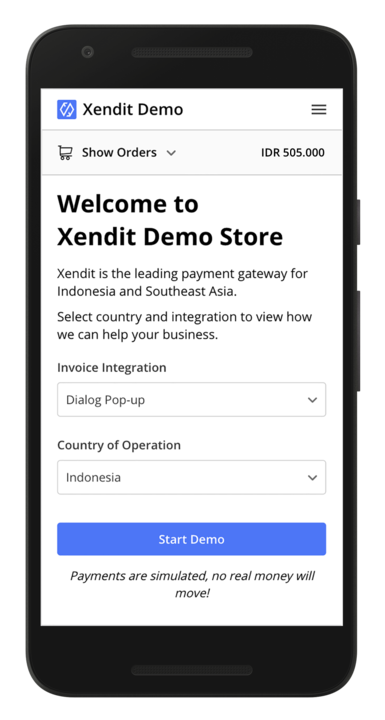 Xendit Demo
Show Orders
IDR 505.000
Welcome to
Xendit Demo Store
Xendit is the leading payment gateway for
Indonesia and Southeast Asia.
Select country and integration to view how
we can help your business.
Invoice Integration
Dialog Pop-up
Country of Operation
Indonesia
Start Demo
Payments are simulated, no real money will
move!